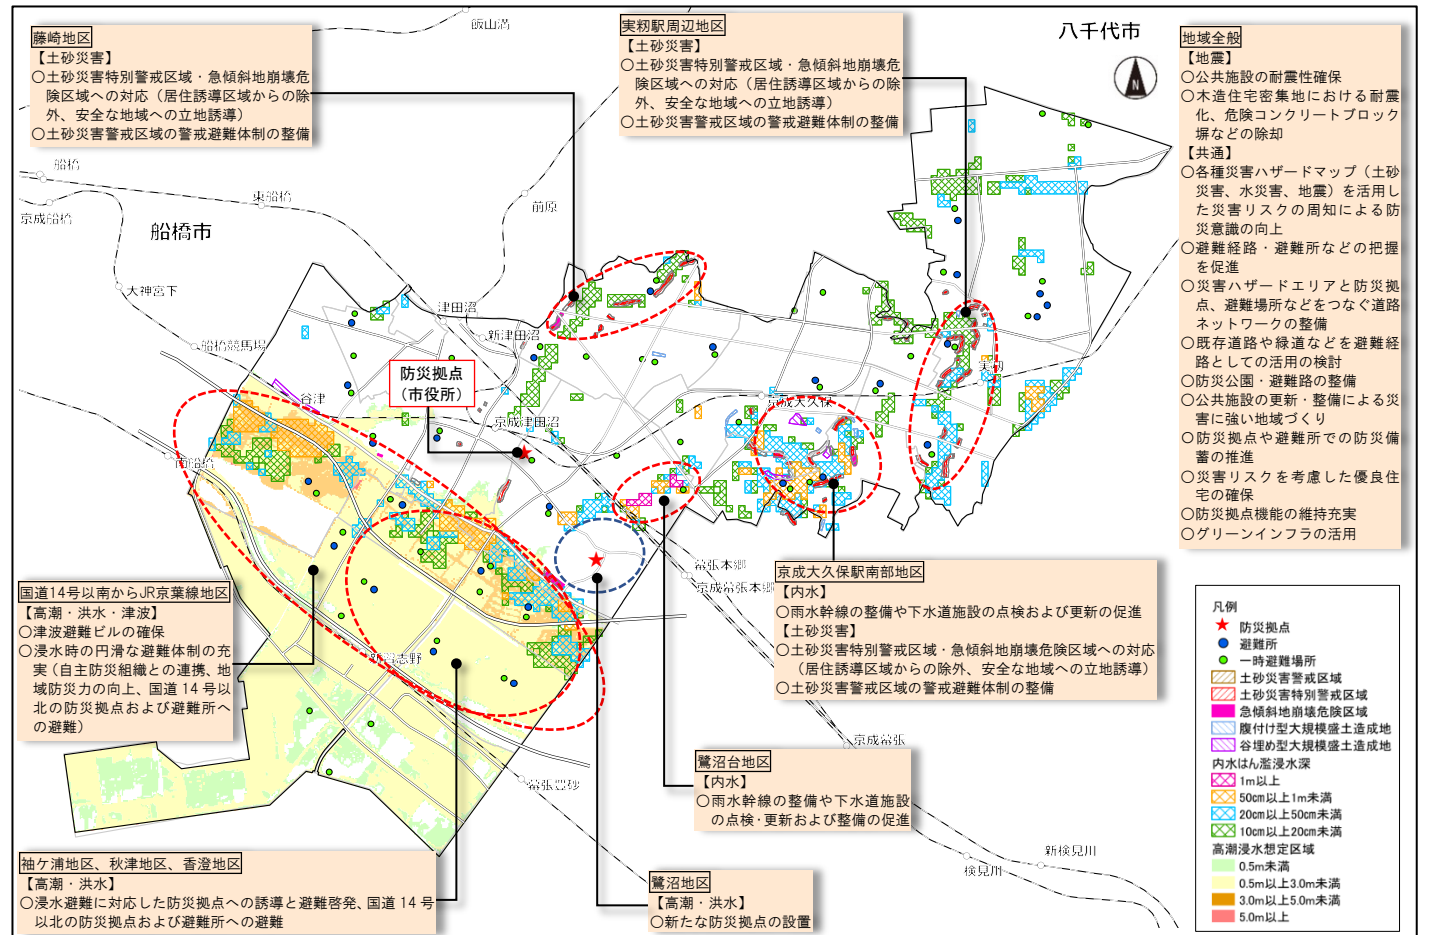 藤崎地区
【土砂災害】
○土砂災害特別警戒区域・急傾斜地崩壊危
険区域への対応（居住誘導区域からの除
外、安全な地域への立地誘導）
○土砂災害警戒区域の警戒避難体制の整備
飯山満
実籾駅周辺地区
【土砂災害】
○土砂災害特別警戒区域・急傾斜地崩壊危
険区域への対応（居住誘導区域からの除
外、安全な地域への立地誘導）
○土砂災害警戒区域の警戒避難体制の整備
八千代市
N
地域全般
【地震】
○公共施設の耐震性確保
○木造住宅密集地における耐震
化、危険コンクリートブロック
塀などの除却
【共通】
○各種災害ハザードマップ（土砂
災害、水災害、地震）を活用し
た災害リスクの周知による防
災意識の向上
○避難経路・避難所などの把握
を促進
○災害ハザードエリアと防災拠
点、避難場所などをつなぐ道路
ネットワークの整備
○既存道路や緑道などを避難経
路としての活用の検討
○防災公園・避難路の整備
○公共施設の更新・整備による災
害に強い地域づくり
○防災拠点や避難所での防災備
蓄の推進
○災害リスクを考慮した優良住
宅の確保
○防災拠点機能の維持充実
○グリーンインフラの活用
船橋
東船橋
京成船橋
船橋市
前原
大神宮下
津田沼
新津田沼
船橋競馬場
防災拠点
（市役所）
谷津
京成津田沼
京成大久保
実籾
南船橋
幕張本郷
京成幕張本郷
新習志野
京成幕張
幕張豊砂
新検見川
検見川
国道14号以南からJR京葉線地区
【高潮・洪水・津波】
○津波避難ビルの確保
○浸水時の円滑な避難体制の充
実（自主防災組織との連携、地
域防災力の向上、国道14号以
北の防災拠点および避難所へ
の避難）
京成大久保駅南部地区
【内水】
○雨水幹線の整備や下水道施設の点検および更新の促進
【土砂災害】
○土砂災害特別警戒区域・急傾斜地崩壊危険区域への対応
（居住誘導区域からの除外、安全な地域への立地誘導）
○土砂災害警戒区域の警戒避難体制の整備
鷺沼台地区
【内水】
○雨水幹線の整備や下水道施設
の点検・更新および整備の促進
袖ケ浦地区、秋津地区、香澄地区
【高潮・洪水】
○浸水避難に対応した防災拠点への誘導と避難啓発、国道14号
以北の防災拠点および避難所への避難
鷺沼地区
【高潮・洪水】
○新たな防災拠点の設置
凡例
防災拠点
避難所
一時避難場所
土砂災害警戒区域
土砂災害特別警戒区域
急傾斜地崩壊危険区域
腹付け型大規模盛土造成地
谷埋め型大規模盛土造成地
内水はん濫浸水深
1m以上
50cm以上1m未満
20cm以上50cm未満
10cm以上20cm未満
高潮浸水想定区域
0.5m未満
0.5m以上3.0m未満
3.0m以上5.0m未満
5.0m以上